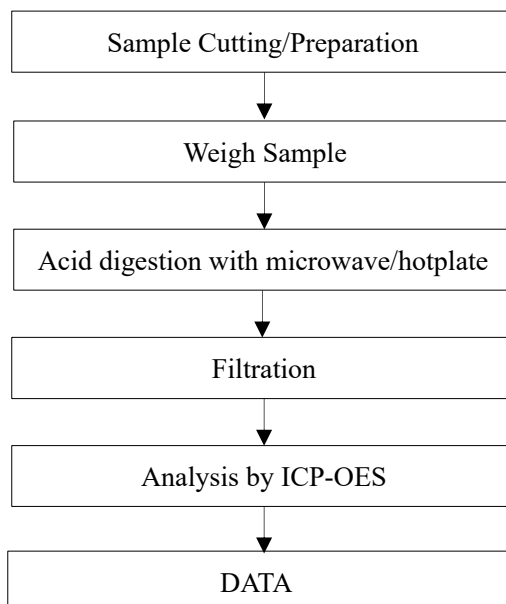 Sample Cutting/Preparation
Weigh Sample
Acid digestion with microwave/hotplate
Filtration
Analysis by ICP-OES
DATA